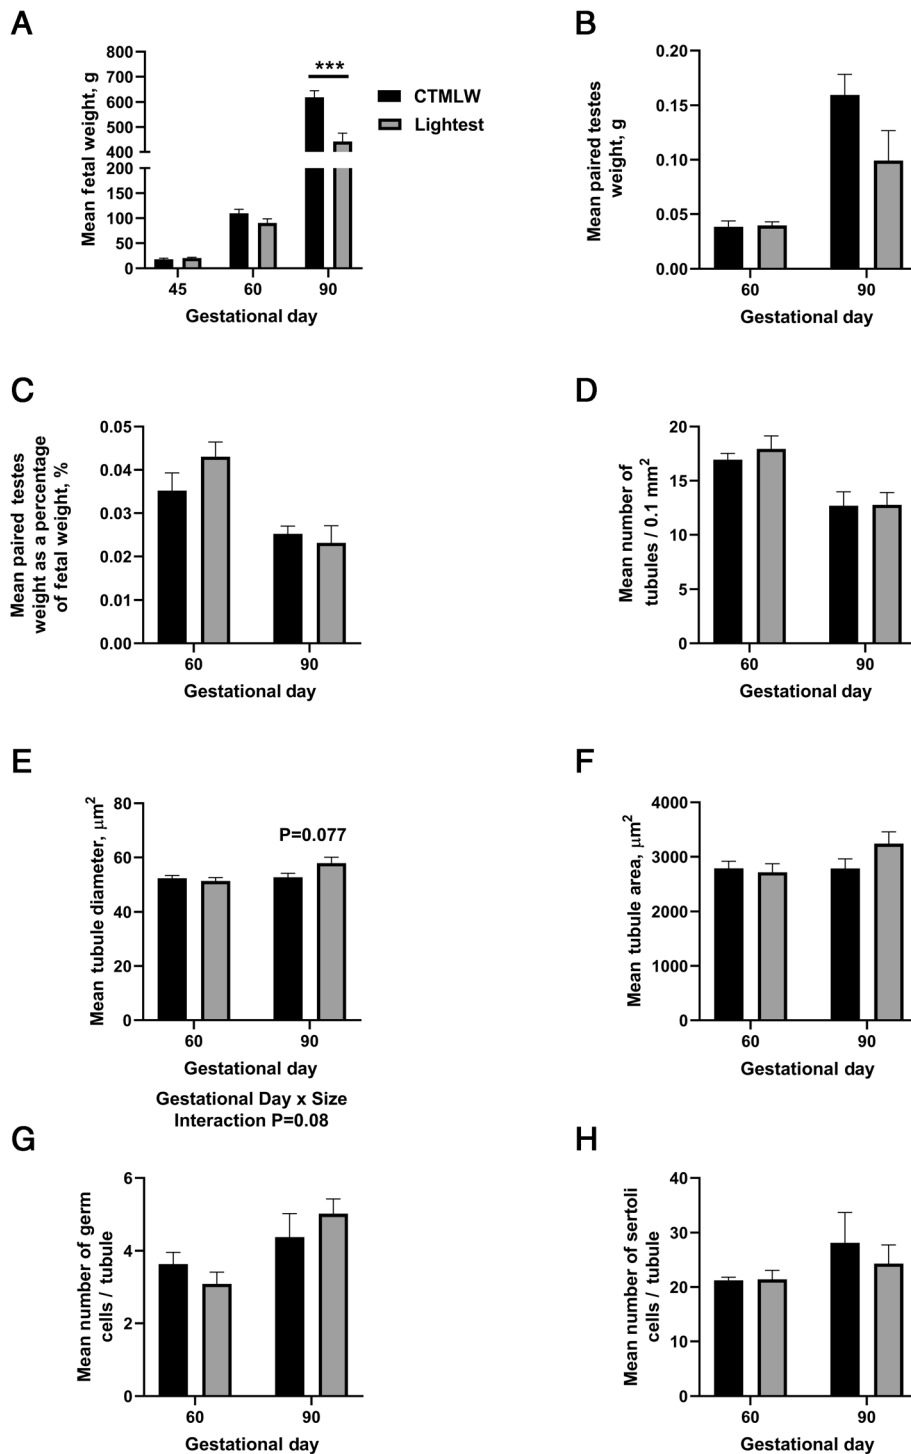 A
Mean fetal weight, g
800
700
600
500
400
200
150
100
50
0
***
45
60
90
Gestational day
CTMLW
Lightest
B
Mean paired testes
weight, g
0.20
0.15
0.10
0.05
0.00
60
90
Gestational day
C
Mean paired testes
weight as a percentage
of fetal weight, %
0.05
0.04
0.03
0.02
0.01
0.00
60
90
Gestational day
D
Mean number of
tubules / 0.1 mm²
20
15
10
5
0
60
90
Gestational day
E
Mean tubule diameter, μm²
80
60
40
20
0
P=0.077
60
90
Gestational day
Gestational Day x Size
Interaction P=0.08
F
Mean tubule area, μm²
4000
3000
2000
1000
0
60
90
Gestational day
G
Mean number of germ
cells / tubule
6
4
2
0
60
90
Gestational day
H
Mean number of sertoli
cells / tubule
40
30
20
10
0
60
90
Gestational day